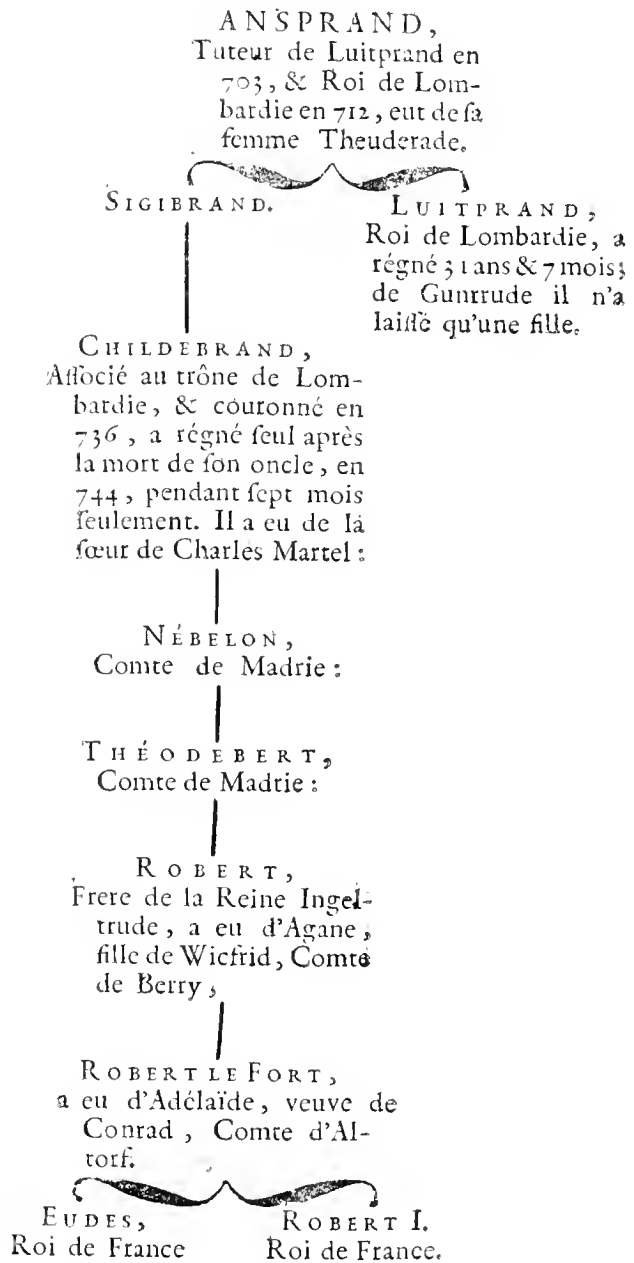 ANSPRAND,
Tuteur de Luitprand en
703, & Roi de Lom-
bardie en 712, eut de ſa
femme Theuderade.
SIGIBRAND.
LUITPRAND,
Roi de Lombardie, a
régné 31 ans & 7 mois;
de Guntrude il n'a
laiſſé qu'une fille.
CHILDEBRAND,
Aſſocié au trône de Lom-
bardie, & couronné en
736, a régné ſeul après
la mort de ſon oncle, en
744, pendant ſept mois
ſeulement. Il a eu de la
ſœur de Charles Martel:
NÉBELON,
Comte de Madrie:
THÉODEBERT,
Comte de Madrie:
ROBERT,
Frere de la Reine Ingel-
trude, a eu d'Agane,
fille de Wicfrid, Comte
de Berry,
ROBERT LE FORT,
a eu d'Adélaïde, veuve de
Conrad, Comte d'Al-
torf.
EUDES,
Roi de France
ROBERT I.
Roi de France.